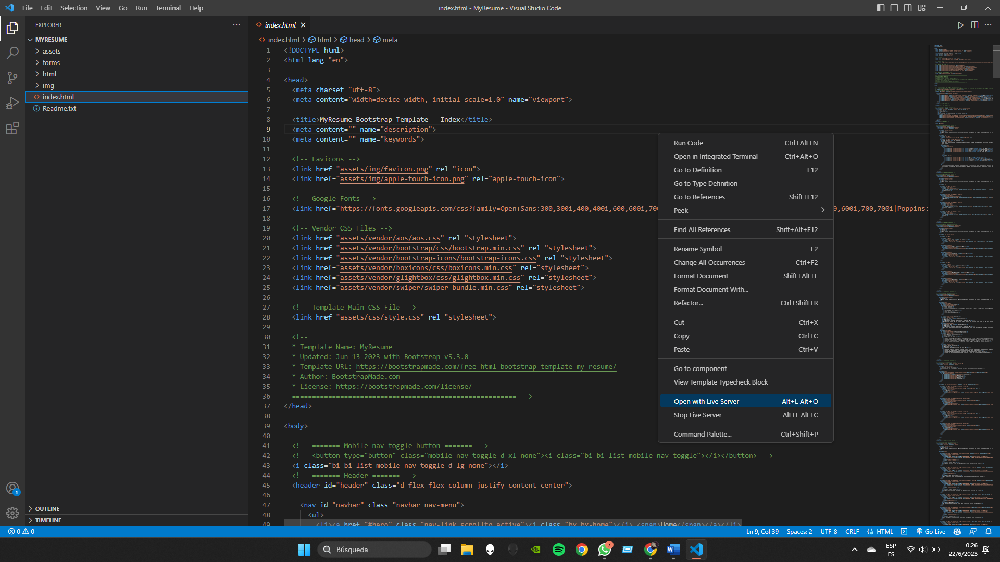 File Edit Selection View Go Run Terminal Help
index.html - MyResume - Visual Studio Code
EXPLORER
MYRESUME
assets
forms
html
img
index.html
Readme.txt
OUTLINE
TIMELINE
index.html
index.html > html > head > meta
1 <!DOCTYPE html>
2 <html lang="en">
3
4 <head>
5 <meta charset="utf-8">
6 <meta content="width=device-width, initial-scale=1.0" name="viewport">
7
8 <title>MyResume Bootstrap Template - Index</title>
9 <meta content="" name="description">
10 <meta content="" name="keywords">
11
12 <!-- Favicons -->
13 <link href="assets/img/favicon.png" rel="icon">
14 <link href="assets/img/apple-touch-icon.png" rel="apple-touch-icon">
15
16 <!-- Google Fonts -->
17 <link href="https://fonts.googleapis.com/css?family=Open+Sans:300,300i,400,400i,600,600i,700 0,600i,700,700i|Poppins:
18
19 <!-- Vendor CSS Files -->
20 <link href="assets/vendor/aos/aos.css" rel="stylesheet">
21 <link href="assets/vendor/bootstrap/css/bootstrap.min.css" rel="stylesheet">
22 <link href="assets/vendor/bootstrap-icons/bootstrap-icons.css" rel="stylesheet">
23 <link href="assets/vendor/boxicons/css/boxicons.min.css" rel="stylesheet">
24 <link href="assets/vendor/glightbox/css/glightbox.min.css" rel="stylesheet">
25 <link href="assets/vendor/swiper/swiper-bundle.min.css" rel="stylesheet">
26
27 <!-- Template Main CSS File -->
28 <link href="assets/css/style.css" rel="stylesheet">
29
30 <!-- =======================================================
31 * Template Name: MyResume
32 * Updated: Jun 13 2023 with Bootstrap v5.3.0
33 * Template URL: https://bootstrapmade.com/free-html-bootstrap-template-my-resume/
34 * Author: BootstrapMade.com
35 * License: https://bootstrapmade.com/license/
36 ======================================================== -->
37 </head>
38
39 <body>
40
41 <!-- ======= Mobile nav toggle button ======= -->
42 <!-- <button type="button" class="mobile-nav-toggle d-xl-none"><i class="bi bi-list mobile-nav-toggle"></i></button> -->
43 <i class="bi bi-list mobile-nav-toggle d-lg-none"></i>
44 <!-- ======= Header ======= -->
45 <header id="header" class="d-flex flex-column justify-content-center">
46
47 <nav id="navbar" class="navbar nav-menu">
48 <ul>
49 <li><a href="#hero" class="nav-link scrollto active"><i class="bx bx-home"></i> <span>Home</span></a></li>
Run Code Ctrl+Alt+N
Open in Integrated Terminal Ctrl+Alt+O
Go to Definition F12
Go to Type Definition
Go to References Shift+F12
Peek
Find All References Shift+Alt+F12
Rename Symbol F2
Change All Occurrences Ctrl+F2
Format Document Shift+Alt+F
Format Document With...
Refactor... Ctrl+Shift+R
Cut Ctrl+X
Copy Ctrl+C
Paste Ctrl+V
Go to component
View Template Typecheck Block
Open with Live Server Alt+L Alt+O
Stop Live Server Alt+L Alt+C
Command Palette... Ctrl+Shift+P
1
0 0 Ln 9, Col 39 Spaces: 2 UTF-8 CRLF HTML Go Live
Búsqueda
7
ESP
ES
0:26
22/6/2023